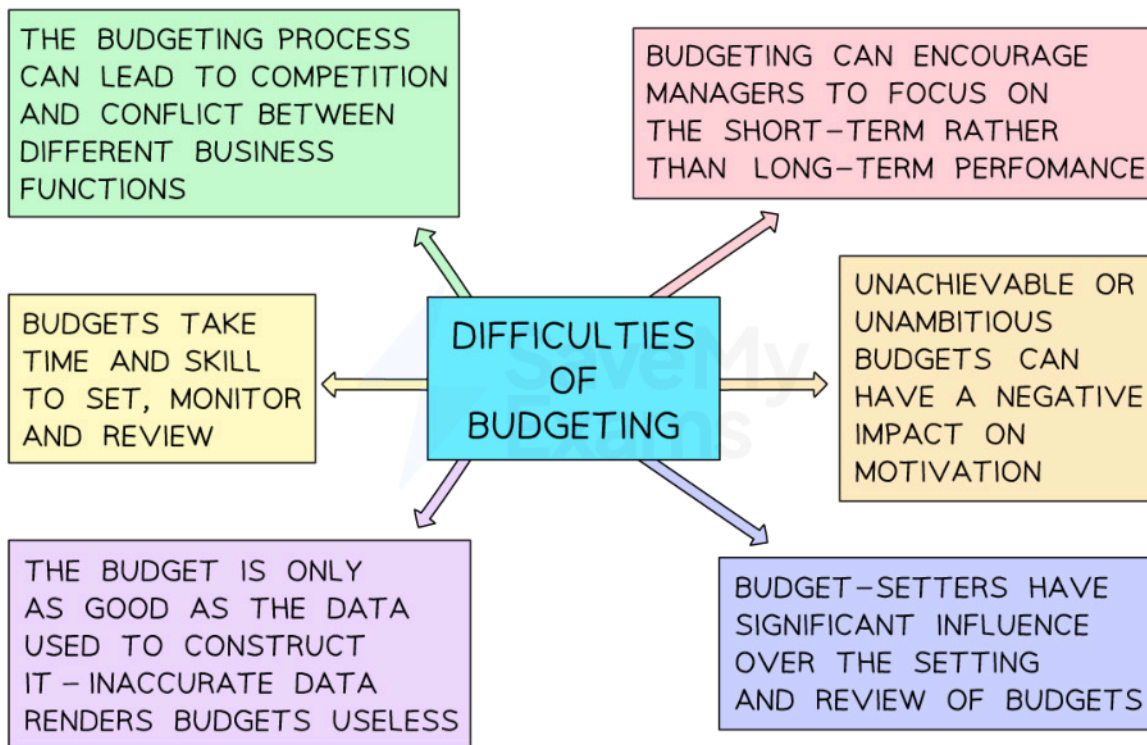 THE BUDGETING PROCESS
CAN LEAD TO COMPETITION
AND CONFLICT BETWEEN
DIFFERENT BUSINESS
FUNCTIONS
BUDGETING CAN ENCOURAGE
MANAGERS TO FOCUS ON
THE SHORT-TERM RATHER
THAN LONG-TERM PERFOMANCE
BUDGETS TAKE
TIME AND SKILL
TO SET, MONITOR
AND REVIEW
DIFFICULTIES
OF
BUDGETING
SaveMy
Exams
UNACHIEVABLE OR
UNAMBITIOUS
BUDGETS CAN
HAVE A NEGATIVE
IMPACT ON
MOTIVATION
THE BUDGET IS ONLY
AS GOOD AS THE DATA
USED TO CONSTRUCT
IT - INACCURATE DATA
RENDERS BUDGETS USELESS
BUDGET-SETTERS HAVE
SIGNIFICANT INFLUENCE
OVER THE SETTING
AND REVIEW OF BUDGETS